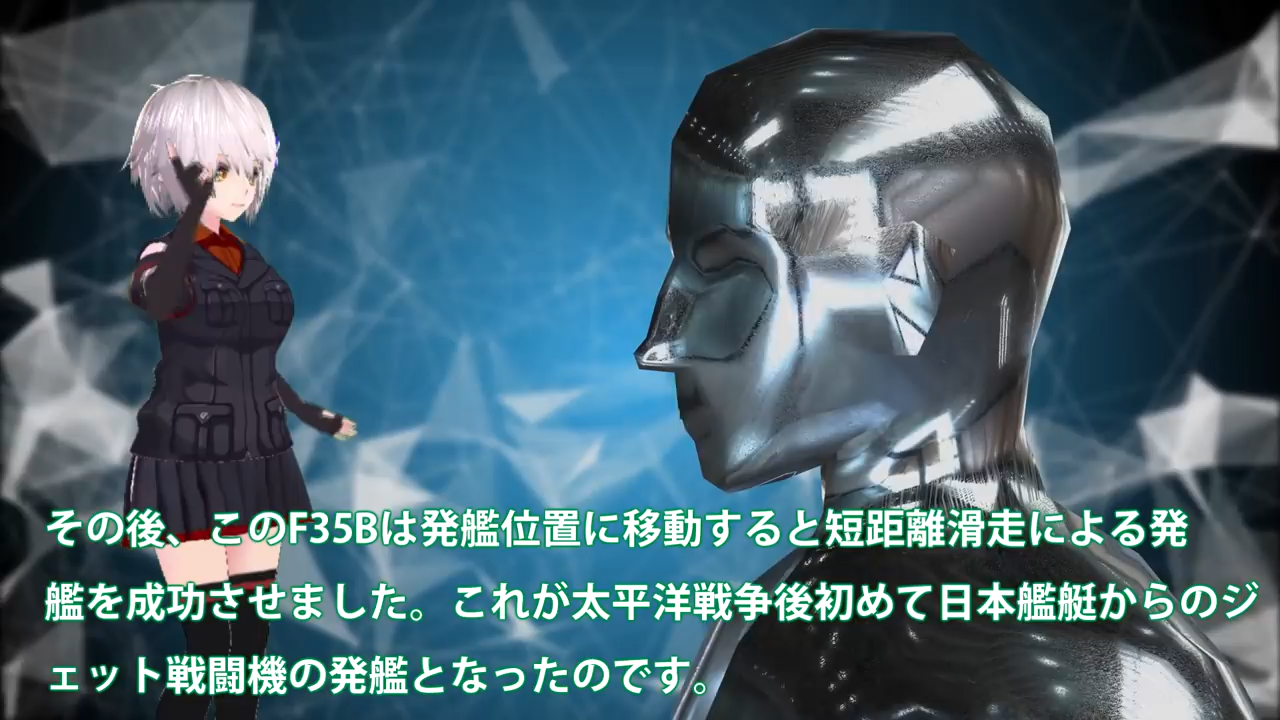 その後、このF35Bは発艦位置に移動すると短距離滑走による発
艦を成功させました。これが太平洋戦争後初めて日本艦艇からのジ
ェット戦闘機の発艦となったのです。